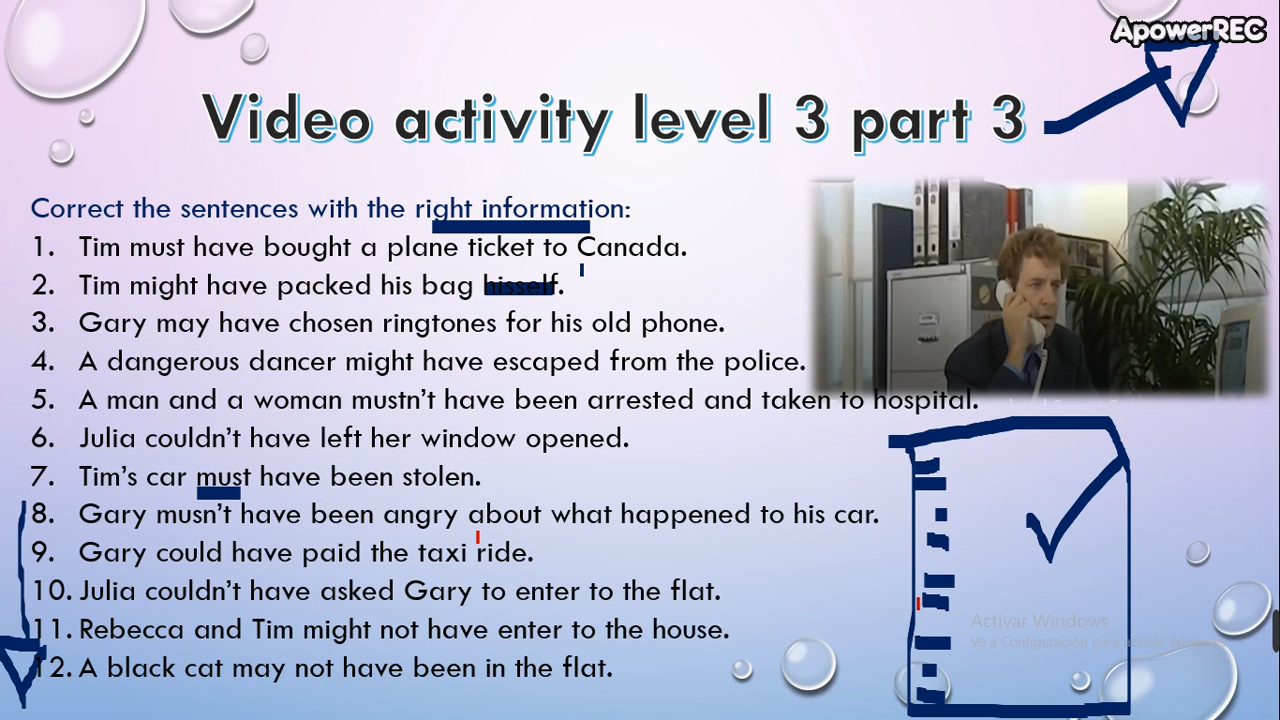 ApowerREC
Video activity level 3 part 3
Correct the sentences with the right information:
1. Tim must have bought a plane ticket to Canada.
2. Tim might have packed his bag hisself.
3. Gary may have chosen ringtones for his old phone.
4. A dangerous dancer might have escaped from the police.
5. A man and a woman mustn't have been arrested and taken to hospital.
6. Julia couldn't have left her window opened.
7. Tim's car must have been stolen.
8. Gary musn't have been angry about what happened to his car.
9. Gary could have paid the taxi ride.
10. Julia couldn't have asked Gary to enter to the flat.
11. Rebecca and Tim might not have enter to the house.
12. A black cat may not have been in the flat.
Activar Windows
Ve a Configuración para activar Windows.